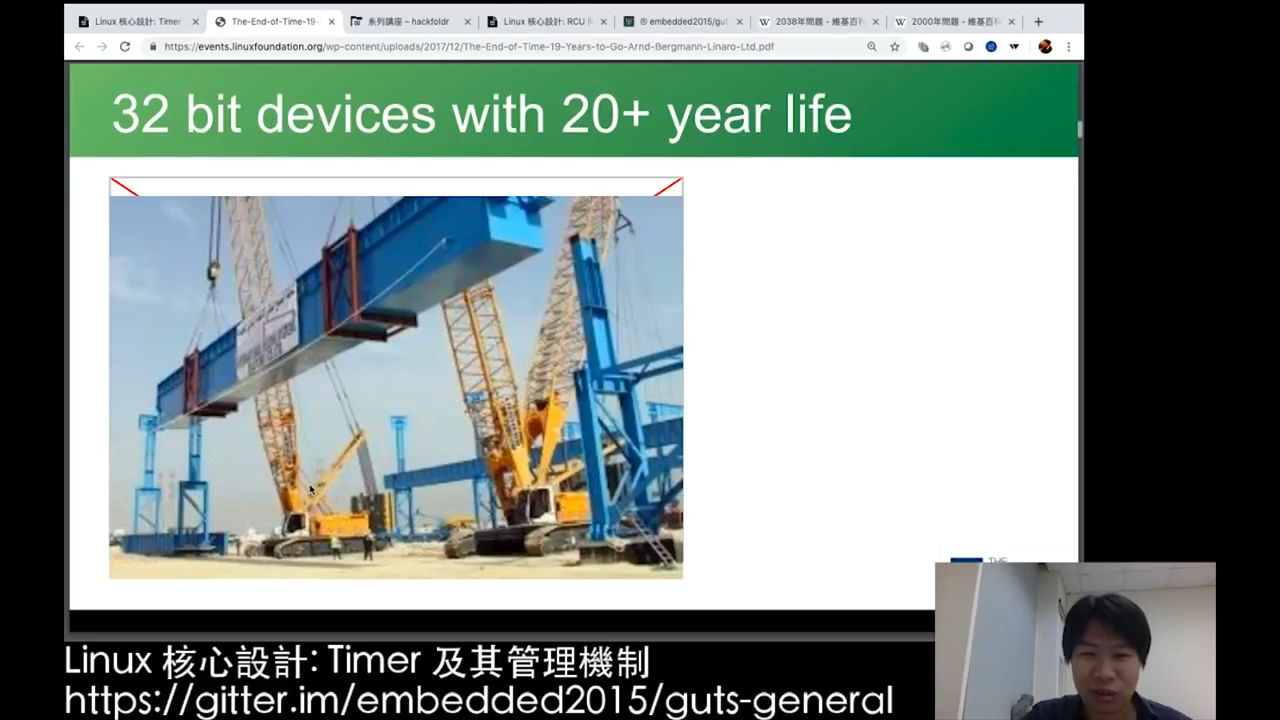 Linux 核心設計: Timer
The-End-of-Time-19-
系列講座 – hackfoldr
Linux 核心設計: RCU
embedded2015/gut
2038年問題 - 維基百科
2000年問題 - 維基百科
https://events.linuxfoundation.org/wp-content/uploads/2017/12/The-End-of-Time-19-Years-to-Go-Arnd-Bergmann-Linaro-Ltd.pdf
32 bit devices with 20+ year life
THE
Linux 核心設計: Timer 及其管理機制
https://gitter.im/embedded2015/guts-general